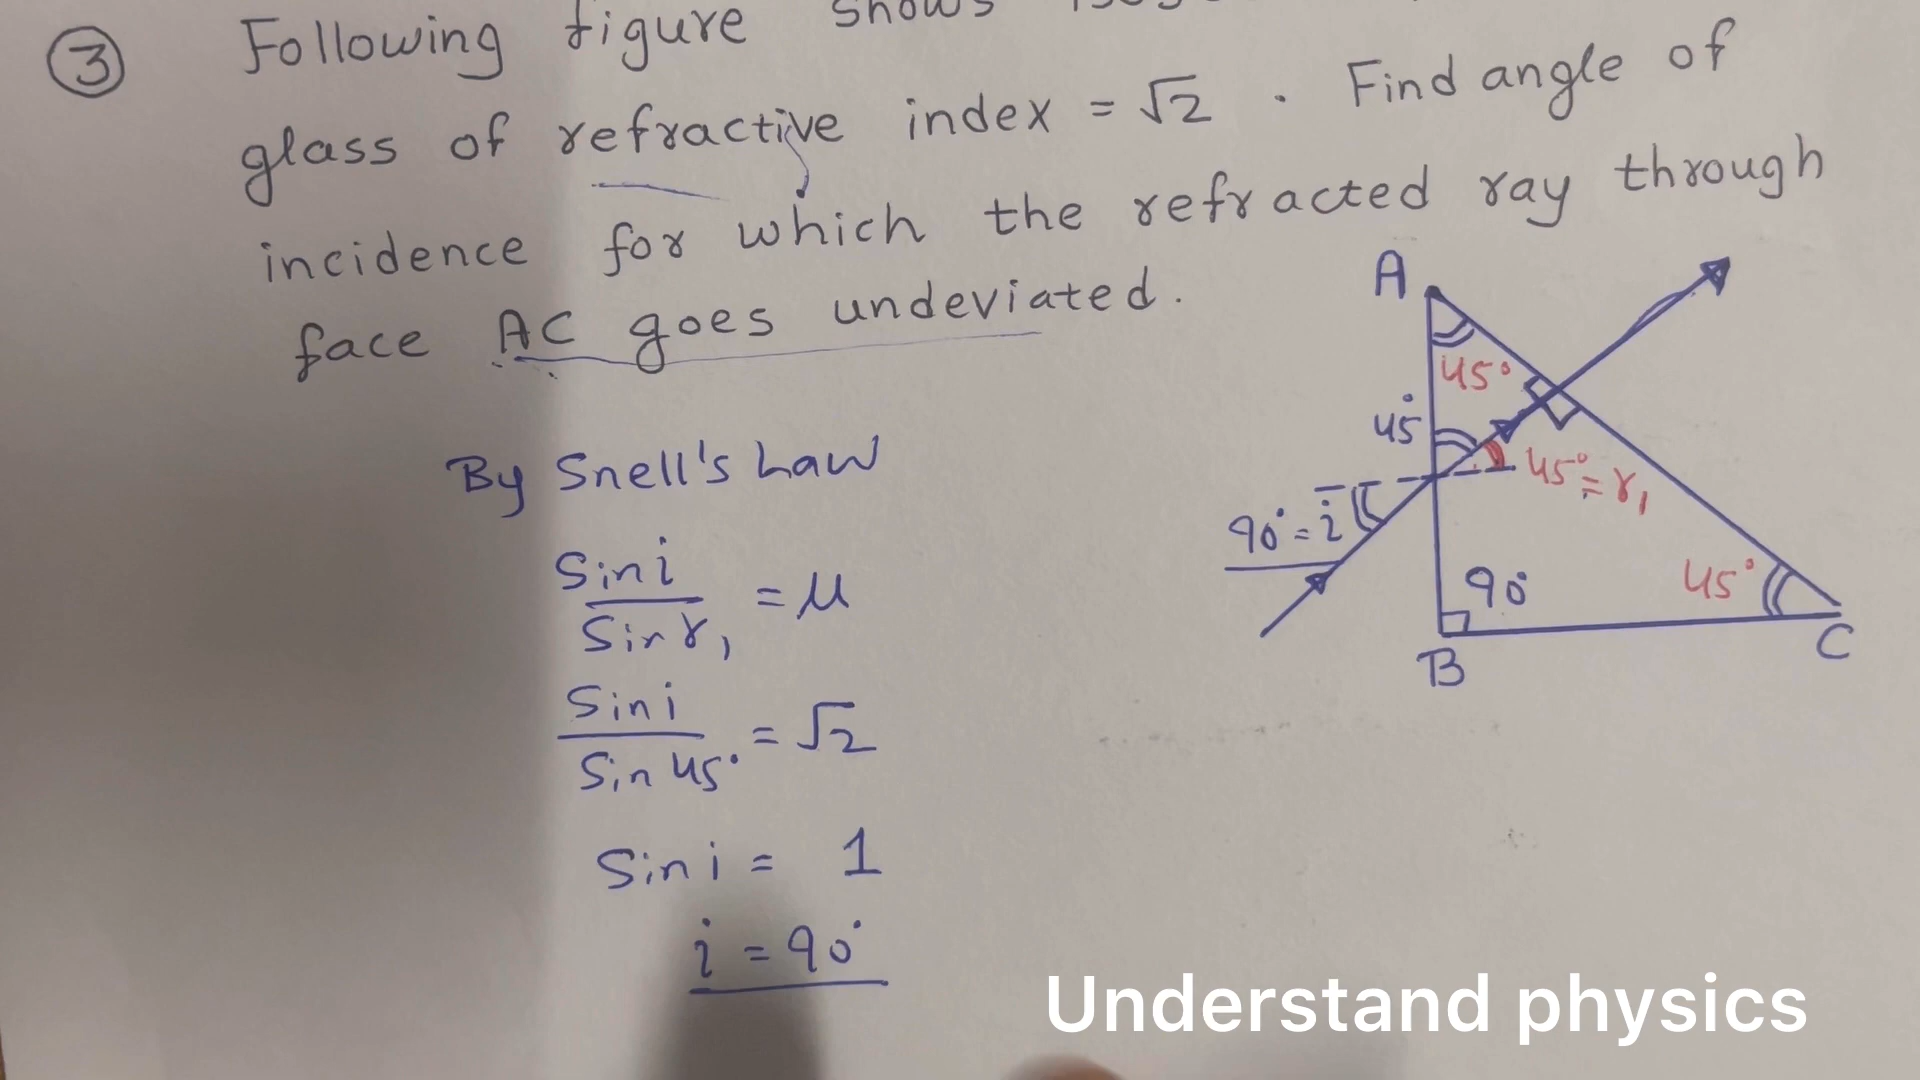 3 Following figure shows
glass of refractive index = √2 . Find angle of
incidence for which the refracted ray through
face AC goes undeviated.
A
45°
45°
45° = r₁
90° = i
90°
45°
B
C
By Snell's Law
Sin i / Sin r₁ = μ
Sin i / Sin 45° = √2
Sin i = 1
i = 90°
Understand physics